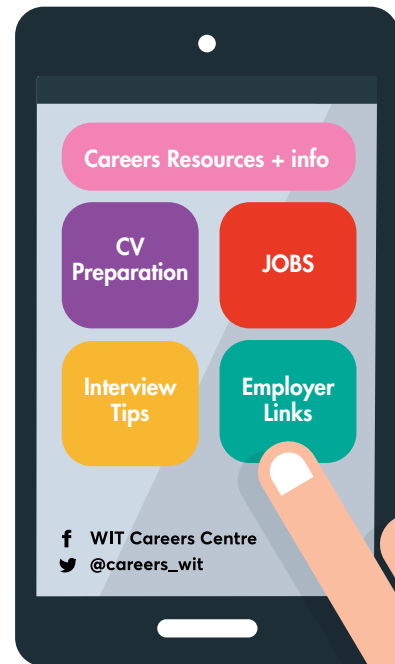 Careers Resources + info
CV
Preparation
JOBS
Interview
Tips
Employer
Links
f WIT Careers Centre
@careers_wit